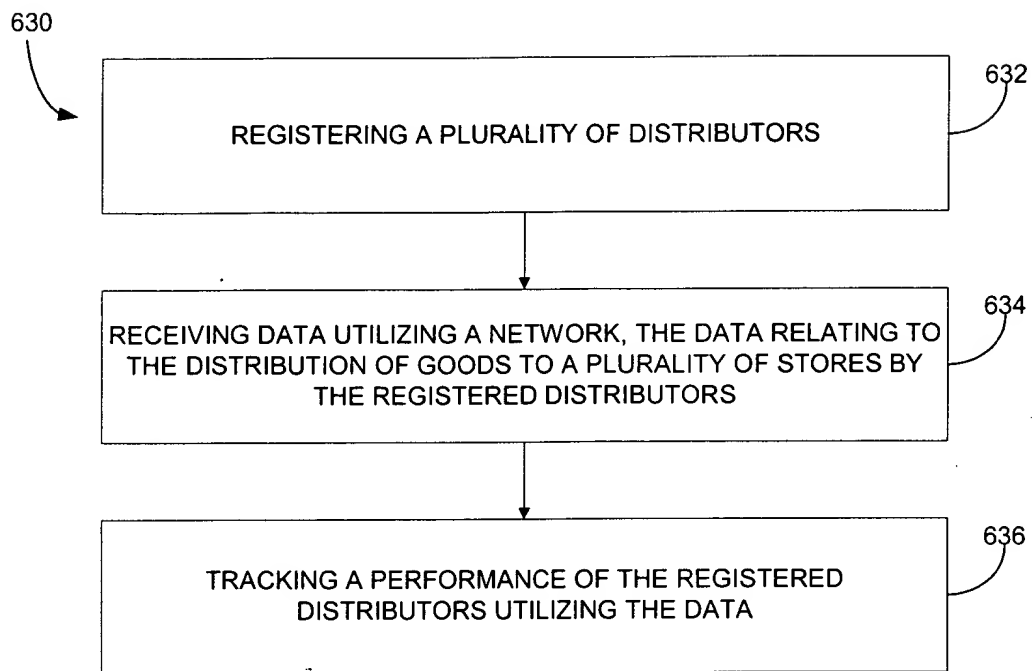 630
632
REGISTERING A PLURALITY OF DISTRIBUTORS
634
RECEIVING DATA UTILIZING A NETWORK, THE DATA RELATING TO
THE DISTRIBUTION OF GOODS TO A PLURALITY OF STORES BY
THE REGISTERED DISTRIBUTORS
636
TRACKING A PERFORMANCE OF THE REGISTERED
DISTRIBUTORS UTILIZING THE DATA